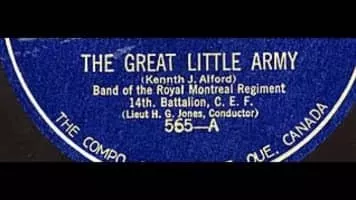 THE GREAT LITTLE ARMY
(Kennth J. Alford)
Band of the Royal Montreal Regiment
14th. Battalion, C. E. F.
(Lieut H. G. Jones, Conductor)
565—A
THE COMPO QUE. CANADA